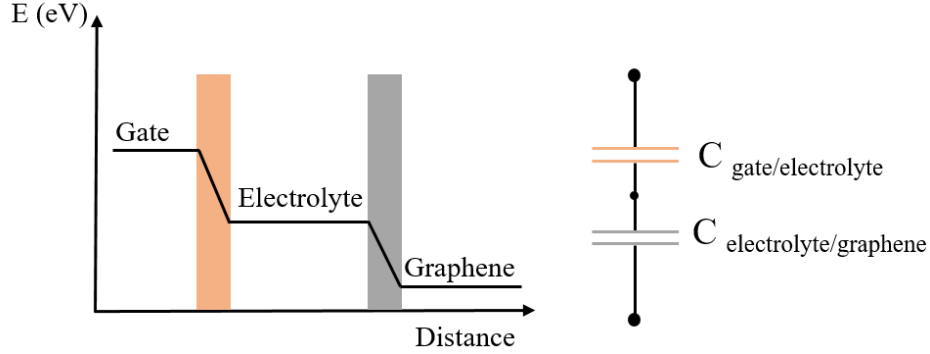 E (eV)
Gate
Electrolyte
Graphene
Distance
C gate/electrolyte
C electrolyte/graphene